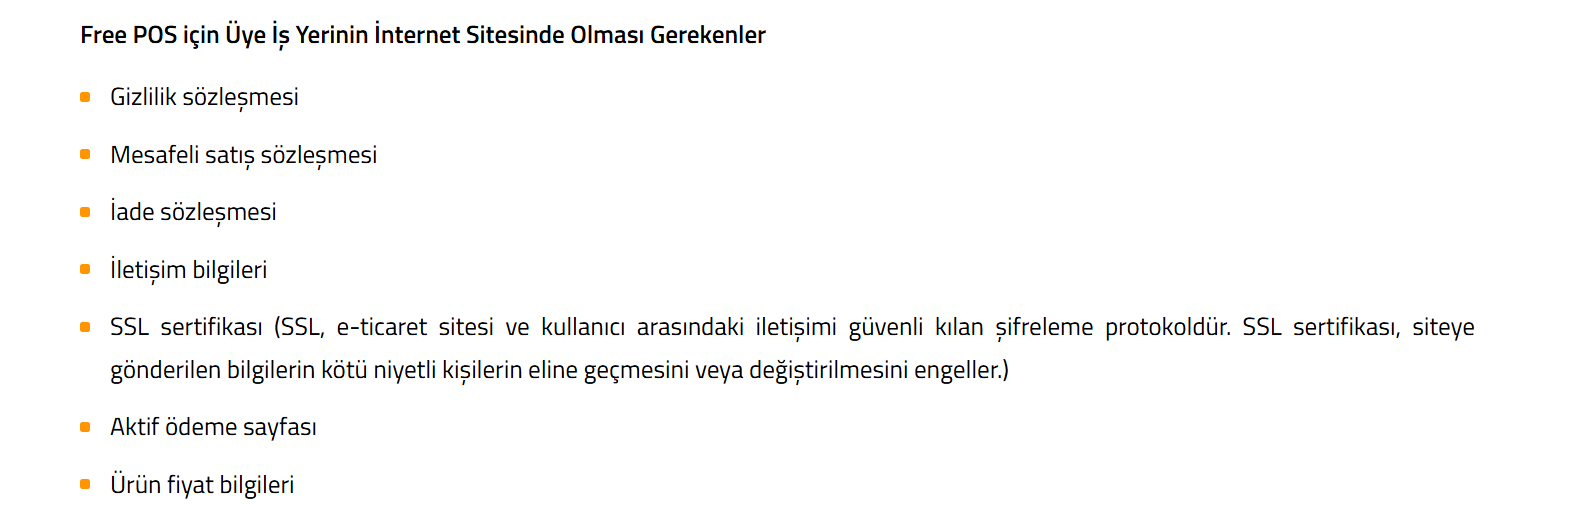 Free POS için Üye İş Yerinin İnternet Sitesinde Olması Gerekenler
Gizlilik sözleşmesi
Mesafeli satış sözleşmesi
İade sözleşmesi
İletişim bilgileri
SSL sertifikası (SSL, e-ticaret sitesi ve kullanıcı arasındaki iletişimi güvenli kılan şifreleme protokoldür. SSL sertifikası, siteye
gönderilen bilgilerin kötü niyetli kişilerin eline geçmesini veya değiştirilmesini engeller.)
Aktif ödeme sayfası
Ürün fiyat bilgileri